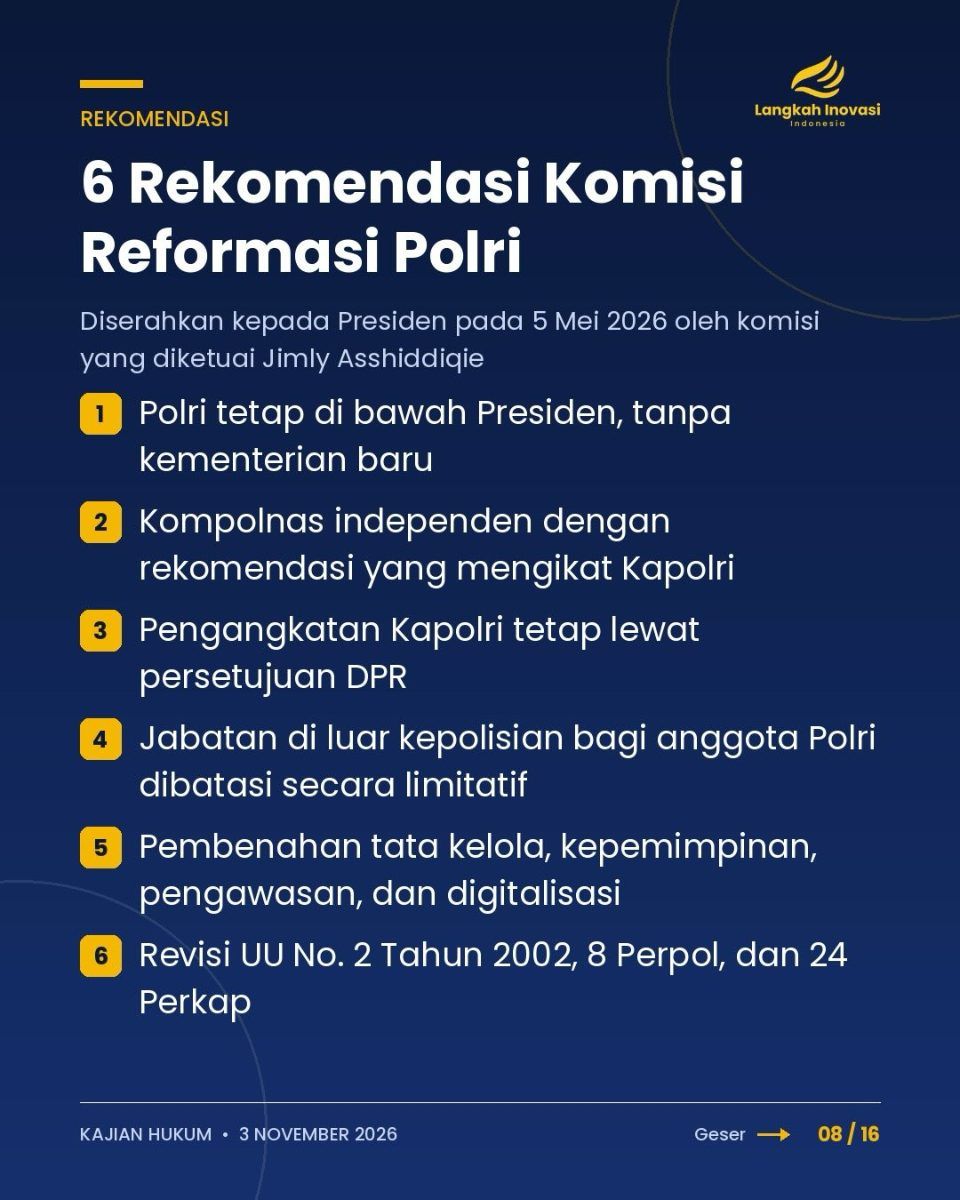 REKOMENDASI
Langkah Inovasi
Indonesia
6 Rekomendasi Komisi
Reformasi Polri
Diserahkan kepada Presiden pada 5 Mei 2026 oleh komisi
yang diketuai Jimly Asshiddiqie
1 Polri tetap di bawah Presiden, tanpa
kementerian baru
2 Kompolnas independen dengan
rekomendasi yang mengikat Kapolri
3 Pengangkatan Kapolri tetap lewat
persetujuan DPR
4 Jabatan di luar kepolisian bagi anggota Polri
dibatasi secara limitatif
5 Pembenahan tata kelola, kepemimpinan,
pengawasan, dan digitalisasi
6 Revisi UU No. 2 Tahun 2002, 8 Perpol, dan 24
Perkap
KAJIAN HUKUM • 3 NOVEMBER 2026
Geser → 08 / 16